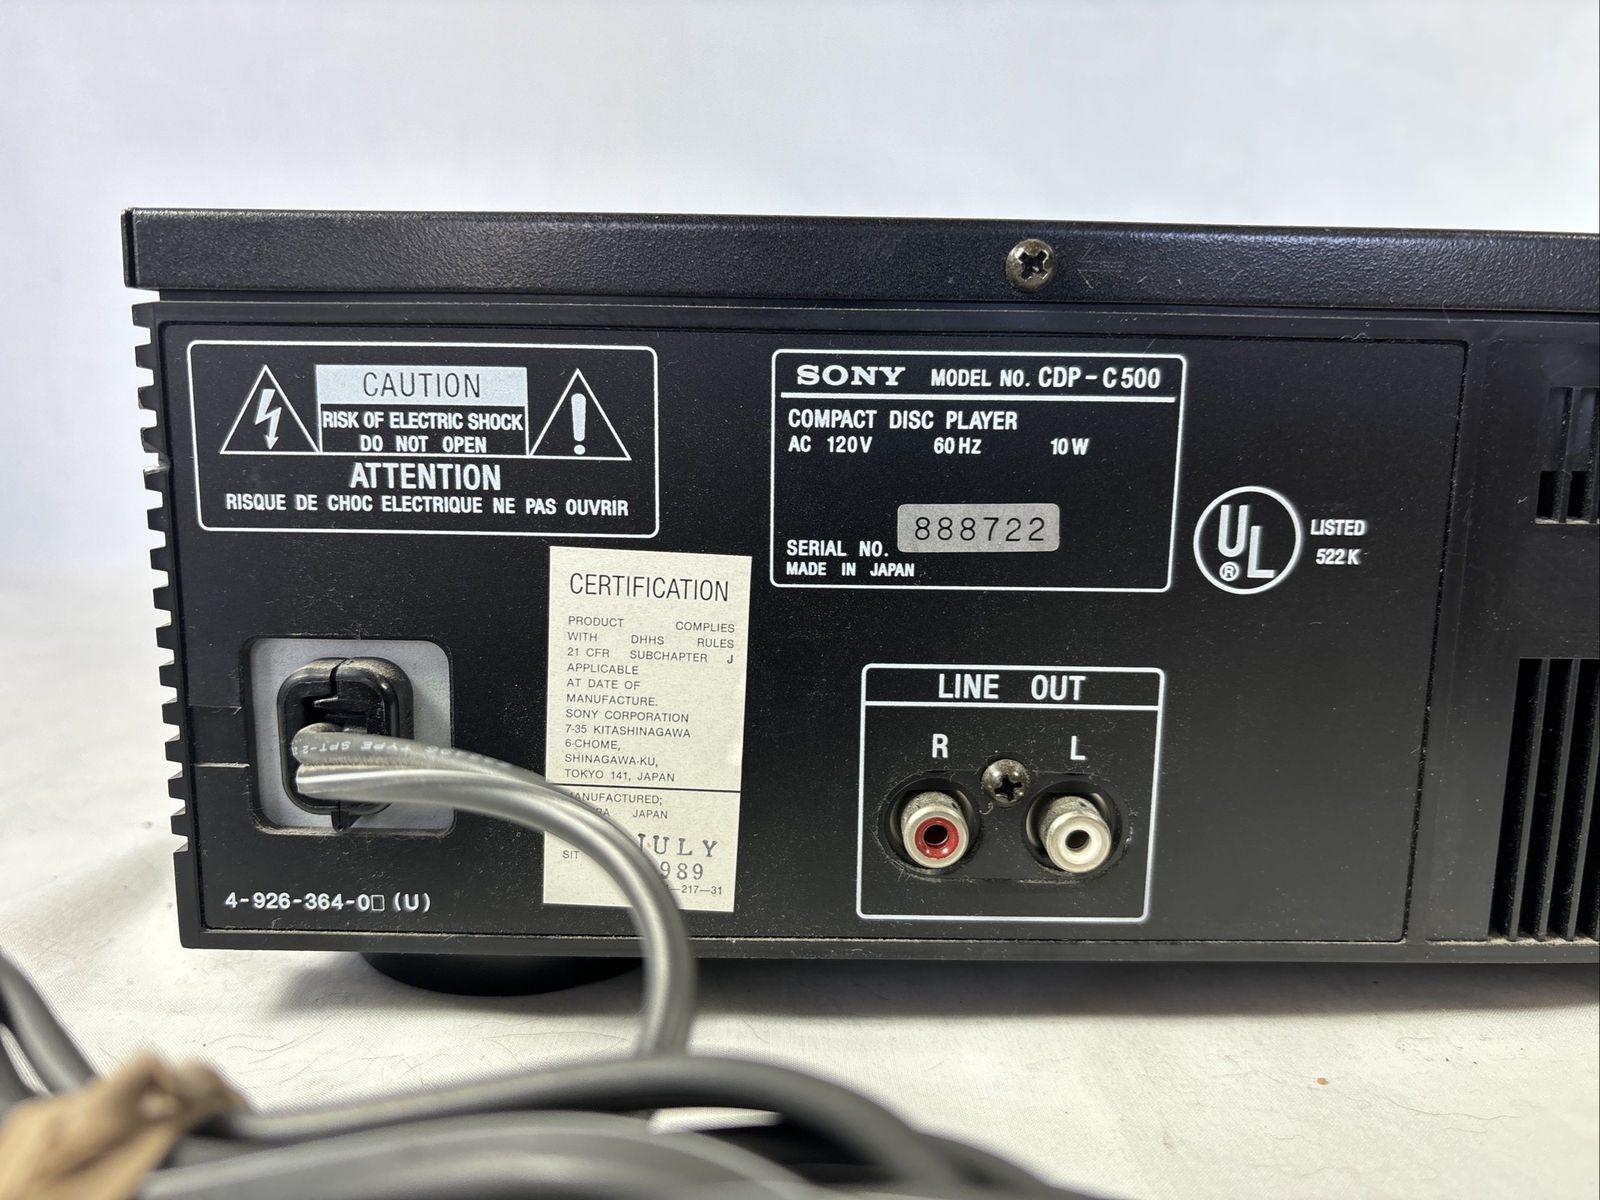 CAUTION
RISK OF ELECTRIC SHOCK
DO NOT OPEN
ATTENTION
RISQUE DE CHOC ELECTRIQUE NE PAS OUVRIR
SONY MODEL NO. CDP-C500
COMPACT DISC PLAYER
AC 120V 60HZ 10W
SERIAL NO. 888722
MADE IN JAPAN
UL® LISTED
522K
CERTIFICATION
PRODUCT COMPLIES
WITH DHHS RULES
21 CFR SUBCHAPTER J
APPLICABLE
AT DATE OF
MANUFACTURE.
SONY CORPORATION
7-35 KITASHINAGAWA
6-CHOME,
SHINAGAWA-KU,
TOKYO 141, JAPAN
JAPAN
JULY
LINE OUT
R L
SPT-2
4-926-364-0□ (U)